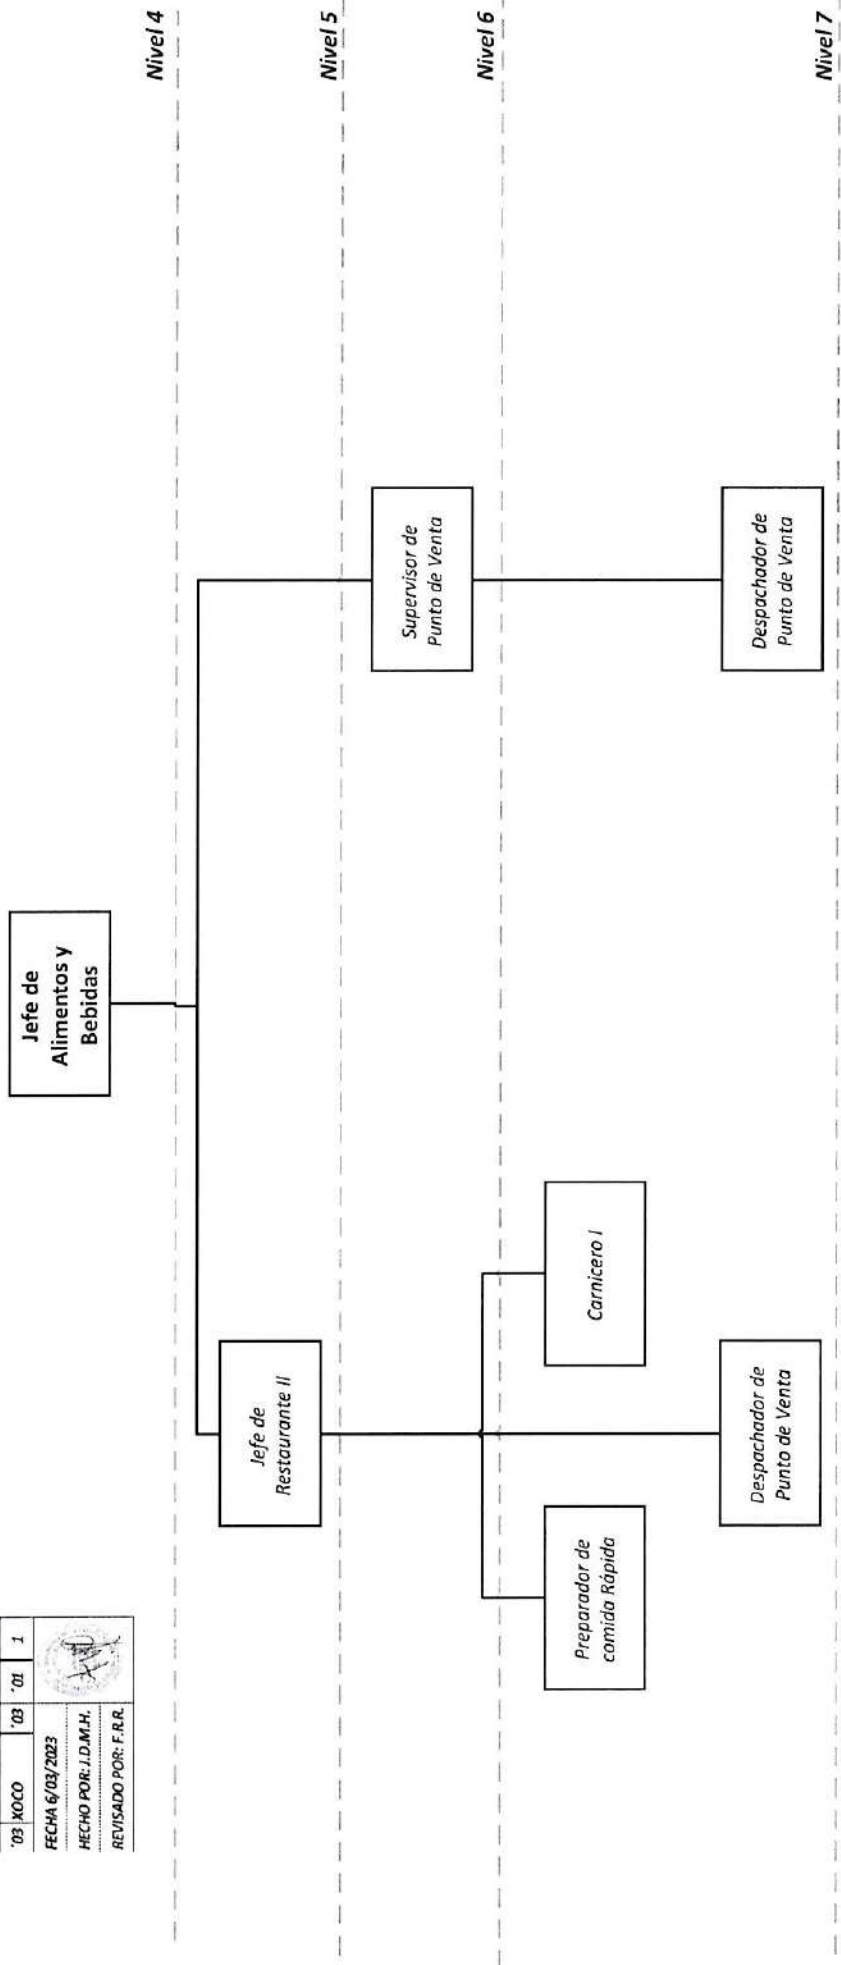 '03 XOCO '03 '01 1
FECHA 6/03/2023
HECHO POR: J.D.M.H.
REVISADO POR: F.R.R.
Jefe de
Alimentos y
Bebidas
Nivel 4
Jefe de
Restaurante II
Nivel 5
Supervisor de
Punto de Venta
Nivel 6
Preparador de
comida Rápida
Carnicero I
Despachador de
Punto de Venta
Despachador de
Punto de Venta
Nivel 7